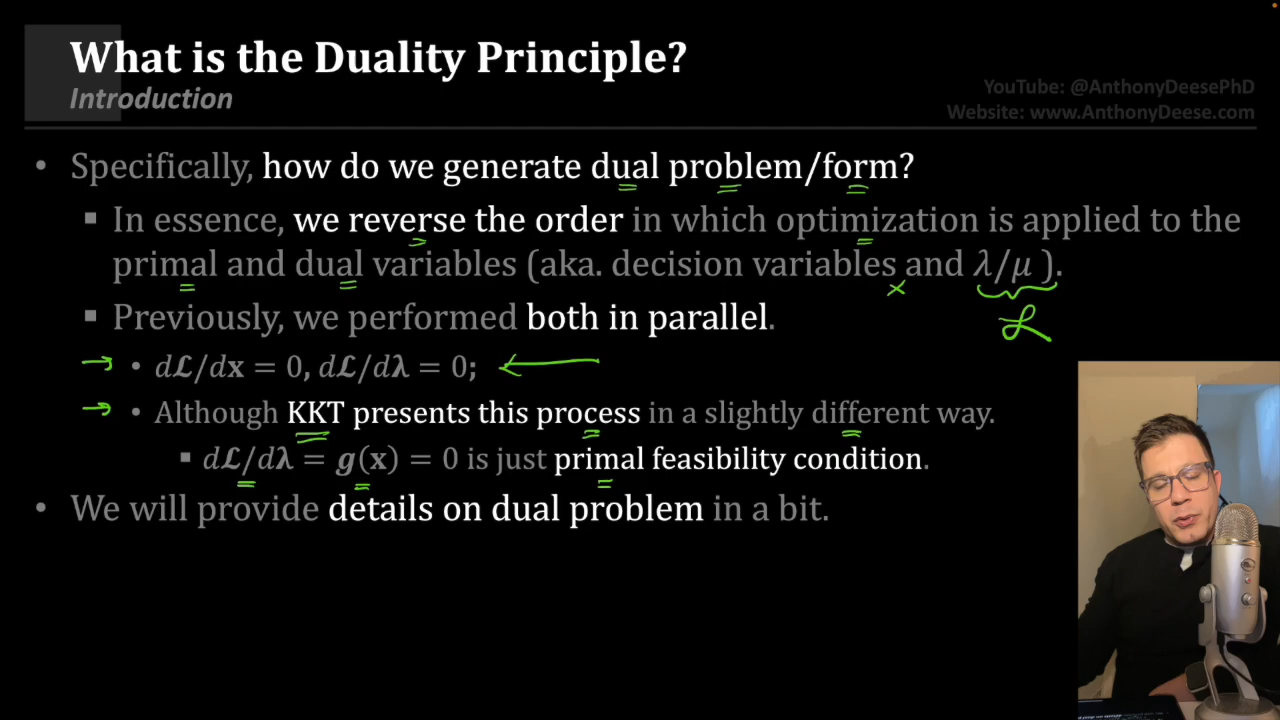 What is the Duality Principle?
Introduction
YouTube: @AnthonyDeesePhD
Website: www.AnthonyDeese.com
• Specifically, how do we generate dual problem/form?
▪ In essence, we reverse the order in which optimization is applied to the
primal and dual variables (aka. decision variables and λ/μ ).
x
ℒ
▪ Previously, we performed both in parallel.
• dℒ/dx = 0, dℒ/dλ = 0;
• Although KKT presents this process in a slightly different way.
▪ dℒ/dλ = g(x) = 0 is just primal feasibility condition.
• We will provide details on dual problem in a bit.